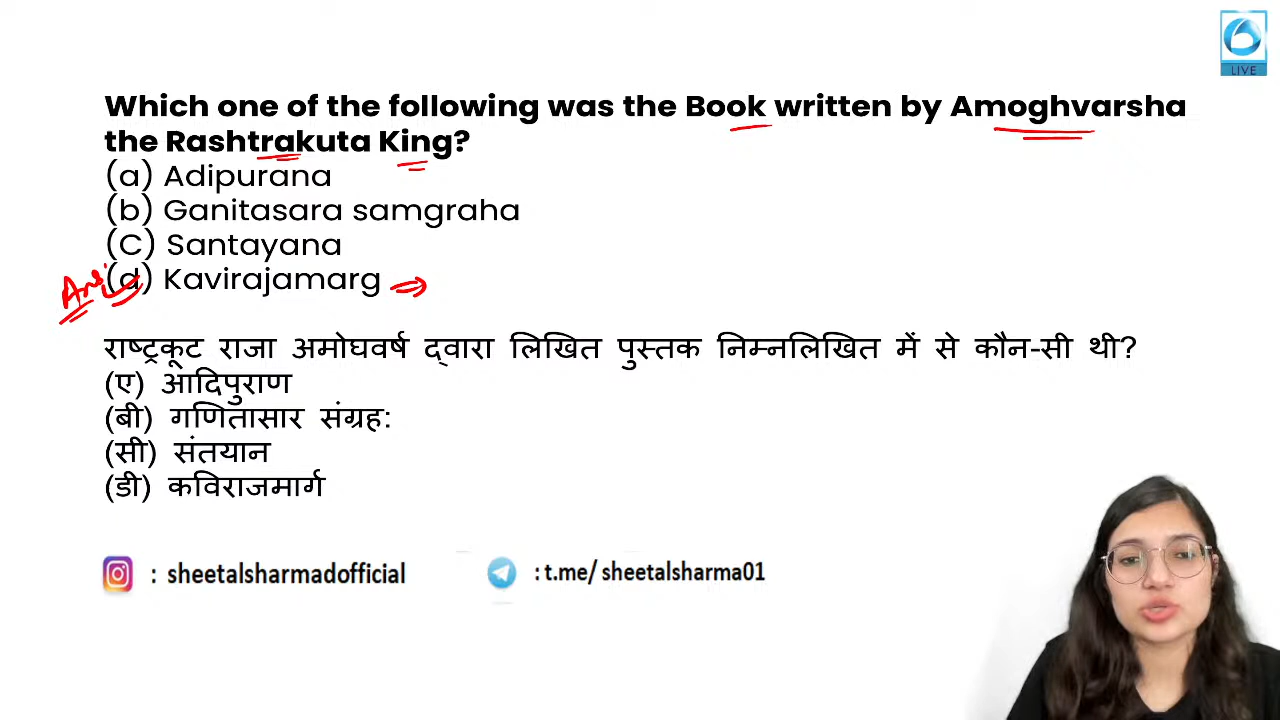 LIVE
Which one of the following was the Book written by Amoghvarsha
the Rashtrakuta King?
(a) Adipurana
(b) Ganitasara samgraha
(C) Santayana
Ans: (d) Kavirajamarg
राष्ट्रकूट राजा अमोघवर्ष द्वारा लिखित पुस्तक निम्नलिखित में से कौन-सी थी?
(ए) आदिपुराण
(बी) गणितासार संग्रह:
(सी) संतयान
(डी) कविराजमार्ग
: sheetalsharmadofficial : t.me/ sheetalsharma01